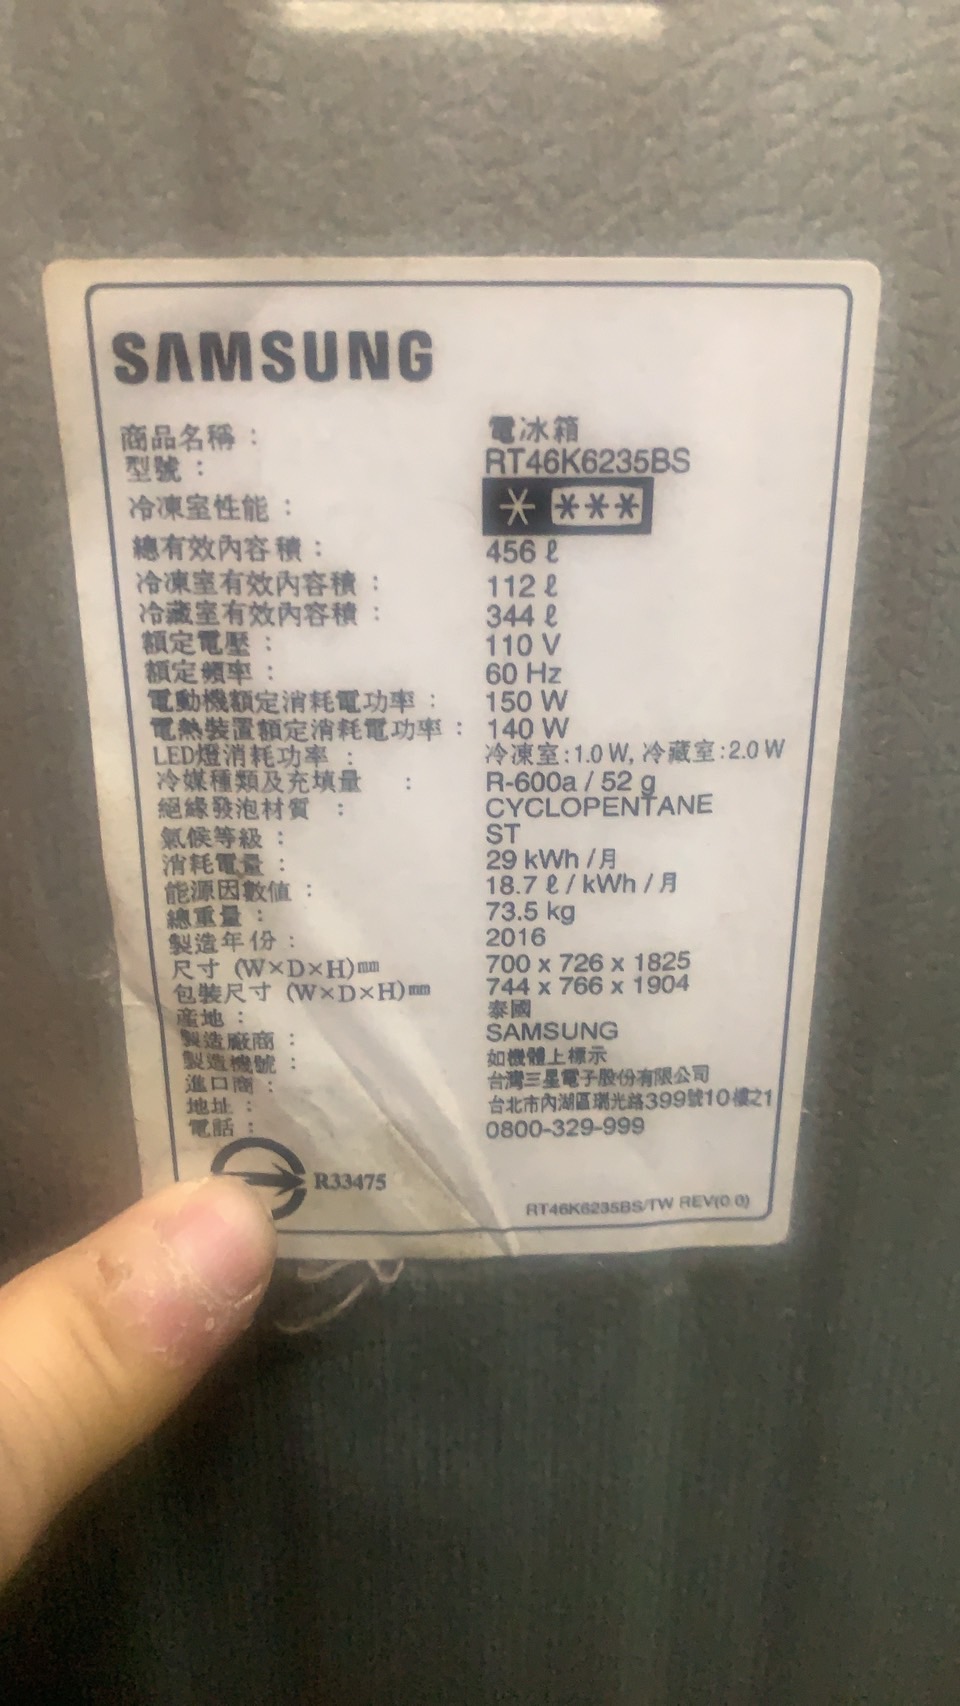 SAMSUNG
商品名稱： 電冰箱
型號： RT46K6235BS
冷凍室性能： * ***
總有效內容積： 456 ℓ
冷凍室有效內容積： 112 ℓ
冷藏室有效內容積： 344 ℓ
額定電壓： 110 V
額定頻率： 60 Hz
電動機額定消耗電功率： 150 W
電熱裝置額定消耗電功率： 140 W
LED燈消耗功率： 冷凍室:1.0 W, 冷藏室:2.0 W
冷媒種類及充填量： R-600a / 52 g
絕緣發泡材質： CYCLOPENTANE
氣候等級： ST
消耗電量： 29 kWh /月
能源因數值： 18.7 ℓ / kWh / 月
總重量： 73.5 kg
製造年份： 2016
尺寸 (W×D×H)㎜ 700 x 726 x 1825
包裝尺寸 (W×D×H)㎜ 744 x 766 x 1904
產地： 泰國
製造廠商： SAMSUNG
製造機號： 如機體上標示
進口商： 台灣三星電子股份有限公司
地址： 台北市內湖區瑞光路399號10樓之1
電話： 0800-329-999
R33475
RT46K6235BS/TW REV(0.0)